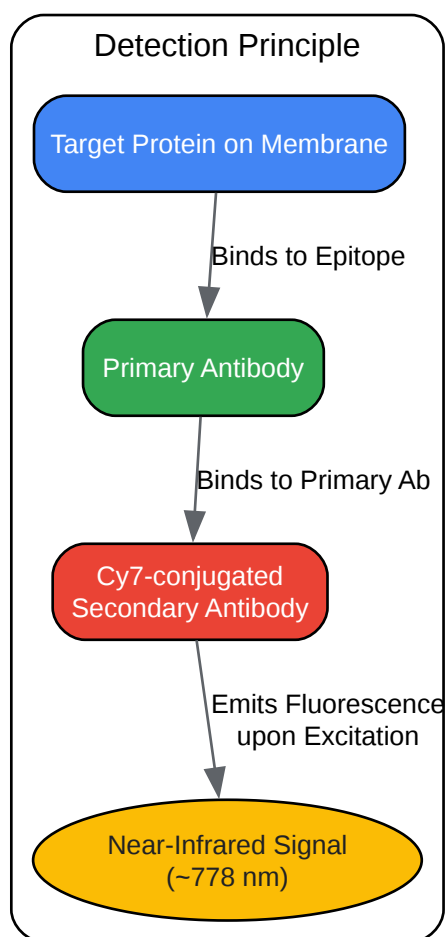 Detection Principle
Target Protein on Membrane
Binds to Epitope
Primary Antibody
Binds to Primary Ab
Cy7-conjugated
Secondary Antibody
Emits Fluorescence
upon Excitation
Near-Infrared Signal
(~778 nm)